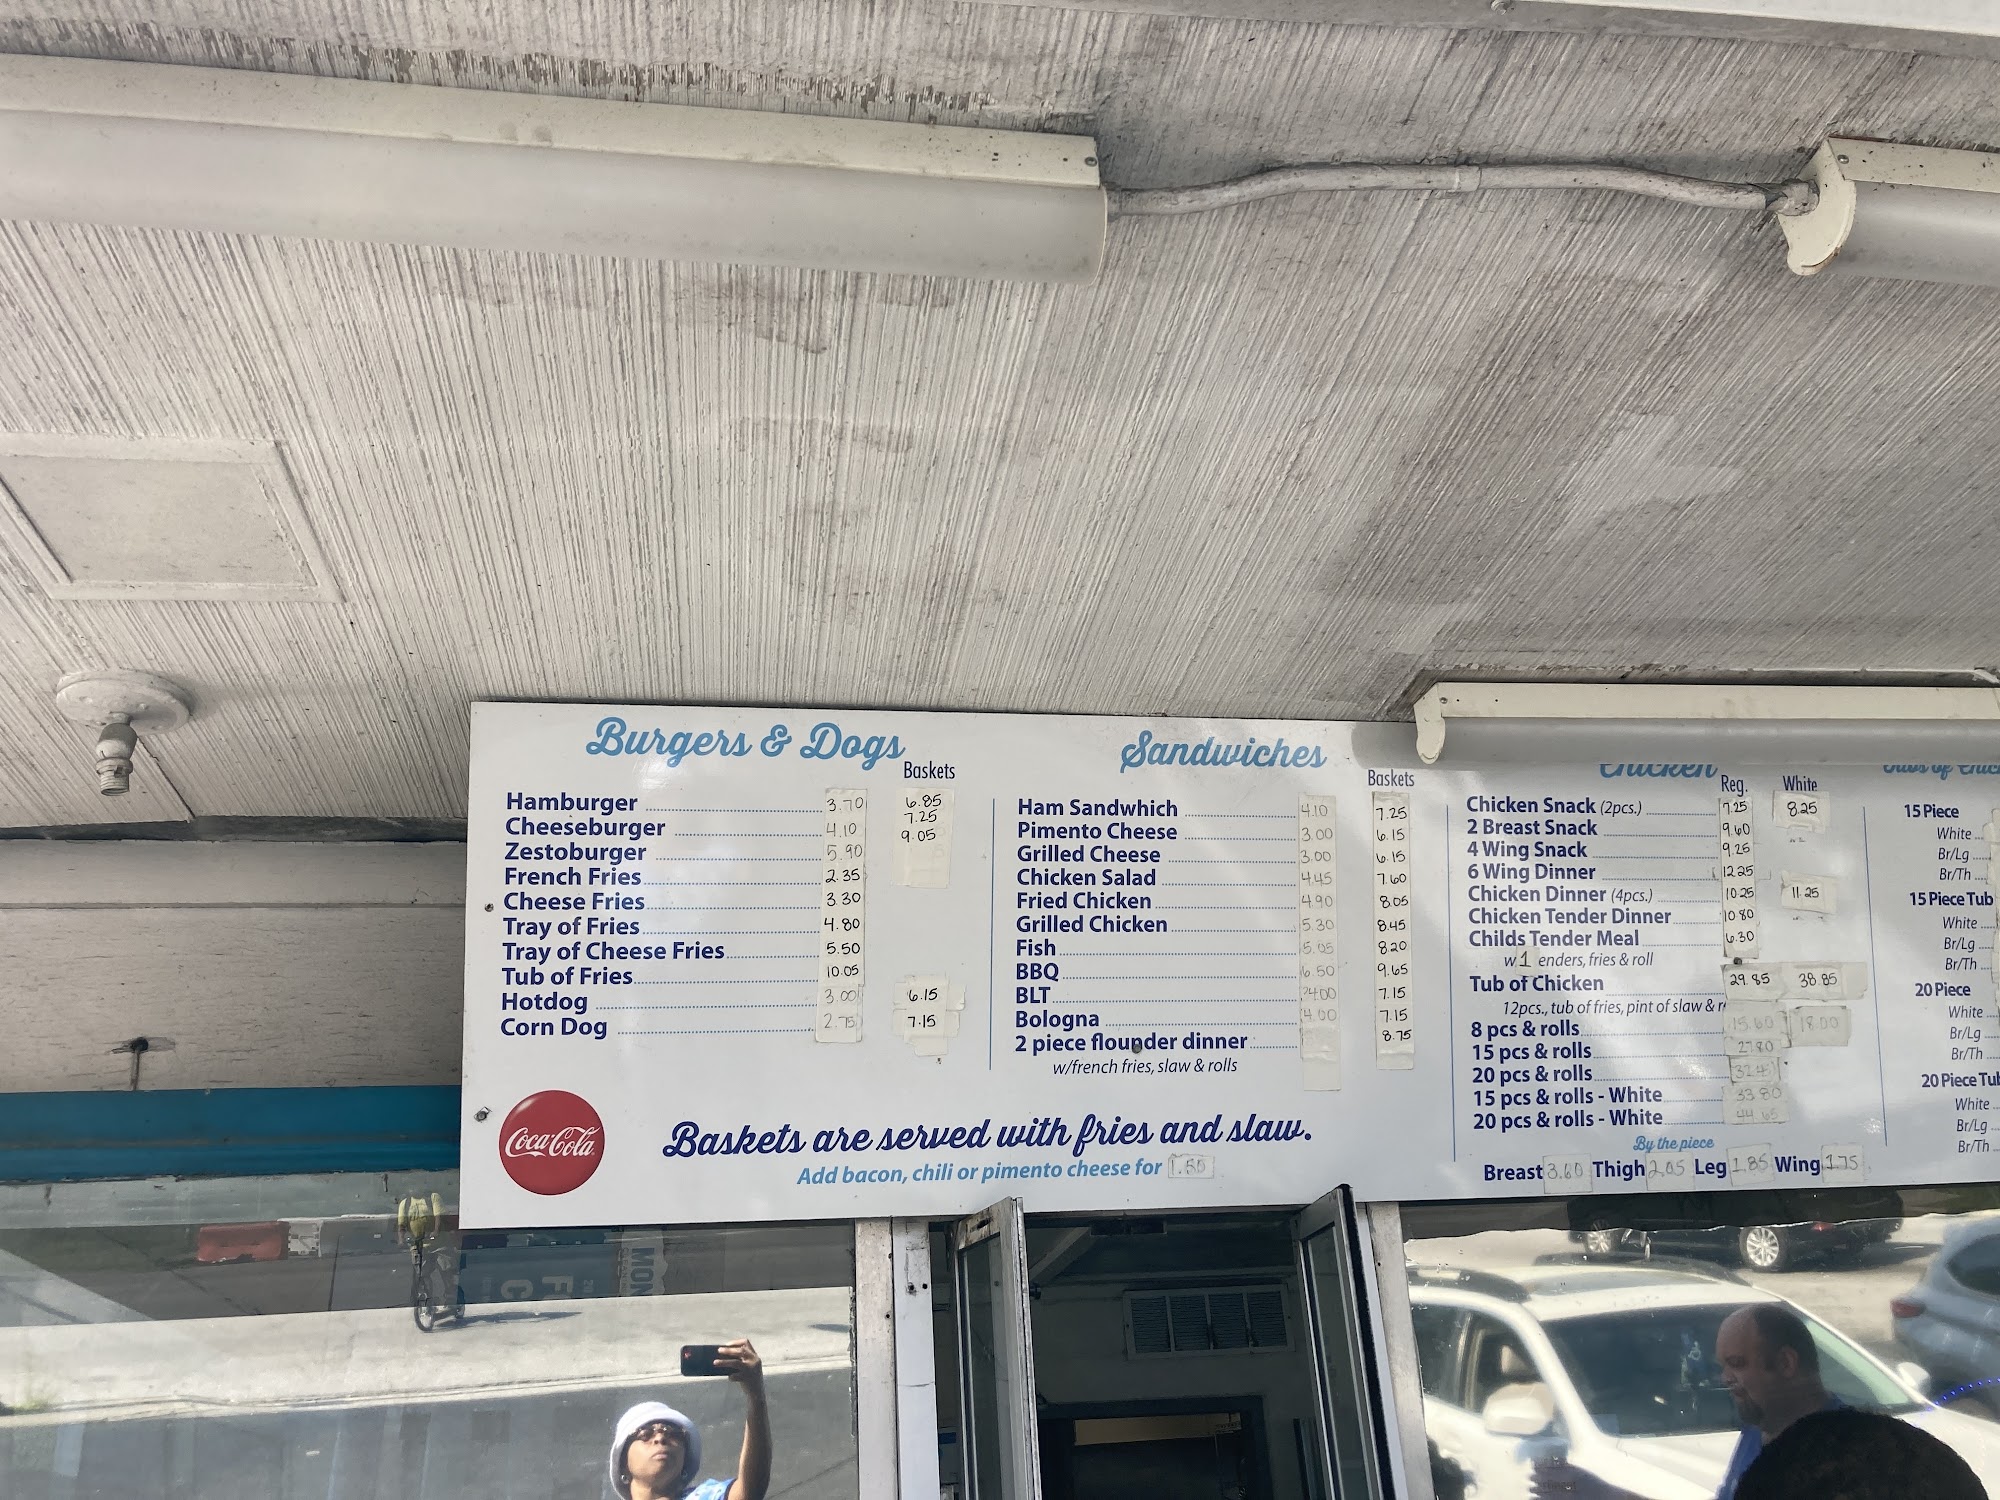 Burgers & Dogs
Baskets
Hamburger 3.70 6.85
Cheeseburger 4.10 7.25
Zestoburger 5.90 9.05
French Fries 2.35
Cheese Fries 3.30
Tray of Fries 4.80
Tray of Cheese Fries 5.50
Tub of Fries 10.05
Hotdog 3.00 6.15
Corn Dog 2.75 7.15
Sandwiches
Baskets
Ham Sandwhich 4.10 7.25
Pimento Cheese 3.00 6.15
Grilled Cheese 3.00 6.15
Chicken Salad 4.45 7.60
Fried Chicken 4.90 8.05
Grilled Chicken 5.30 8.45
Fish 5.05 8.20
BBQ 6.50 9.65
BLT 4.00 7.15
Bologna 4.00 7.15
2 piece flounder dinner 8.75
w/french fries, slaw & rolls
Chicken
Reg. White
Chicken Snack (2pcs.) 7.25 8.25
2 Breast Snack 9.60
4 Wing Snack 9.25
6 Wing Dinner 12.25
Chicken Dinner (4pcs.) 10.25 11.25
Chicken Tender Dinner 10.80
Childs Tender Meal 6.30
w 1 enders, fries & roll
Tub of Chicken 29.85 38.85
12pcs., tub of fries, pint of slaw & r
8 pcs & rolls 15.60 18.00
15 pcs & rolls 27.80
20 pcs & rolls 32.45
15 pcs & rolls - White 33.80
20 pcs & rolls - White 44.65
By the piece
Breast 3.60 Thigh 2.05 Leg 1.85 Wing 1.75
15 Piece
White
Br/Lg
Br/Th
15 Piece Tub
White
Br/Lg
Br/Th
20 Piece
White
Br/Lg
Br/Th
20 Piece Tub
White
Br/Lg
Br/Th
Coca-Cola
Baskets are served with fries and slaw.
Add bacon, chili or pimento cheese for 1.50